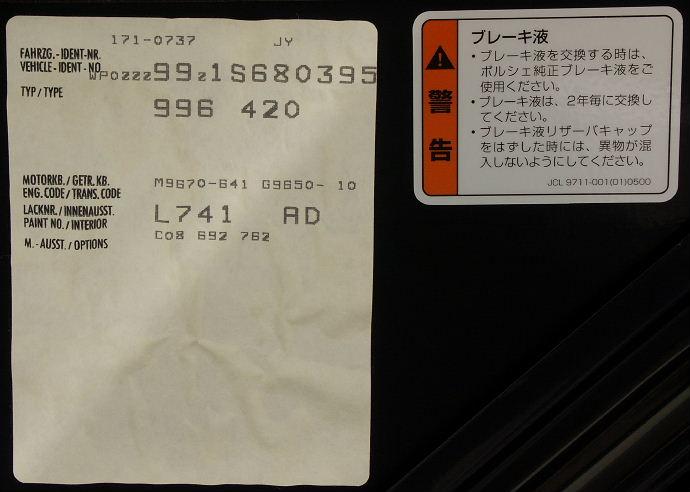 171-0737 JY
FAHRZG.-IDENT-NR.
VEHICLE-IDENT-NO. WP0ZZZ99Z1S680395
TYP/TYPE 996 420
MOTORKB./GETR.KB.
ENG.CODE/TRANS.CODE M9670-641 G9650- 10
LACKNR./INNENAUSST.
PAINT NO./INTERIOR L741 AD
M.-AUSST./OPTIONS C08 692 762
警告
ブレーキ液
・ブレーキ液を交換する時は、
ポルシェ純正ブレーキ液をご
使用ください。
・ブレーキ液は、2年毎に交換し
てください。
・ブレーキ液リザーバキャップ
をはずした時には、異物が混
入しないようにしてください。
JCL 9711-001(01)0500